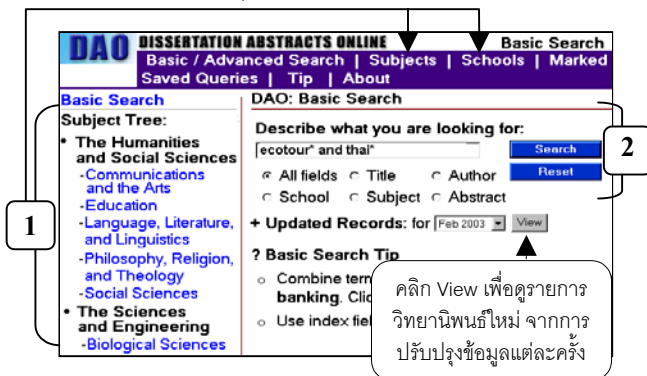 DAO DISSERTATION ABSTRACTS ONLINE Basic Search
Basic / Advanced Search | Subjects | Schools | Marked
Saved Queries | Tip | About
Basic Search
Subject Tree:
• The Humanities
and Social Sciences
-Communications
and the Arts
-Education
-Language, Literature,
and Linguistics
-Philosophy, Religion,
and Theology
-Social Sciences
• The Sciences
and Engineering
-Biological Sciences
1
DAO: Basic Search
Describe what you are looking for:
ecotour* and thai* Search
All fields Title Author Reset
School Subject Abstract
2
+ Updated Records: for Feb 2003 View
? Basic Search Tip
Combine
banking.
Use index
คลิก View เพื่อดูรายการ
วิทยานิพนธ์ใหม่ จากการ
ปรับปรุงข้อมูลแต่ละครั้ง